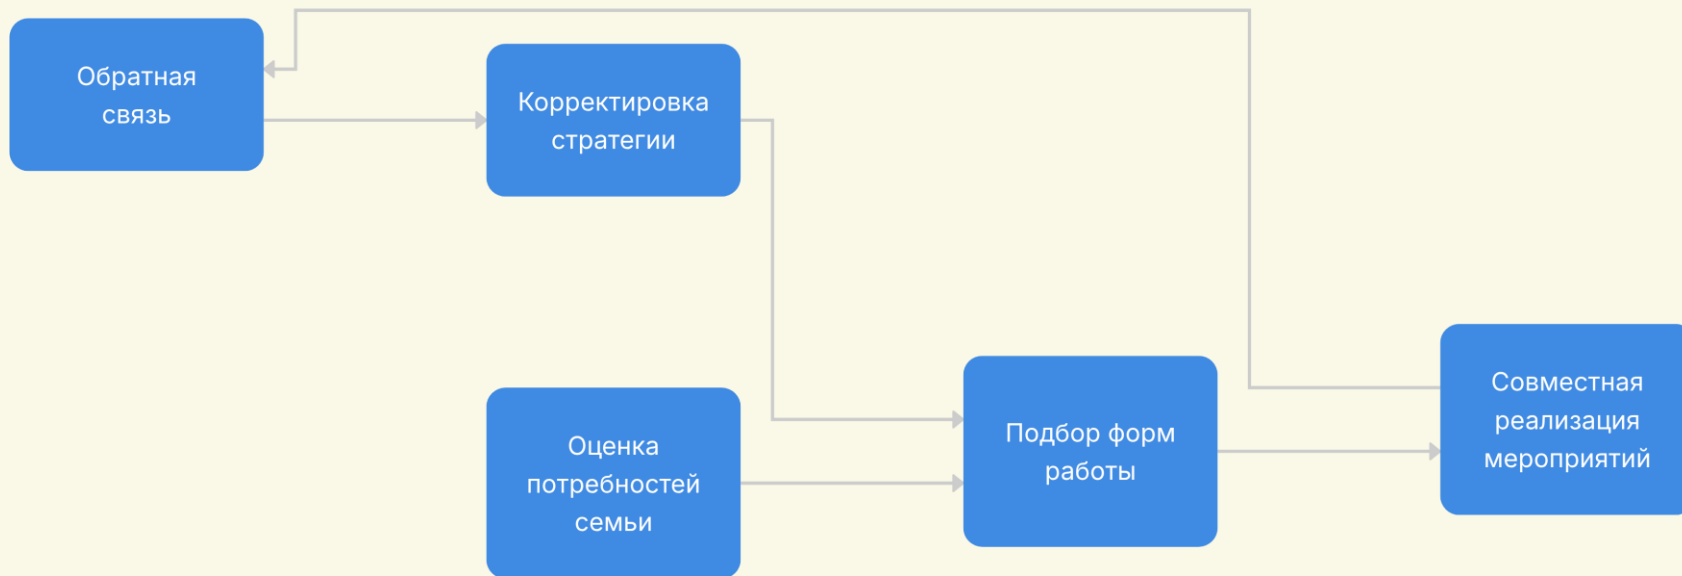 Обратная
связь
Корректировка
стратегии
Оценка
потребностей
семьи
Подбор форм
работы
Совместная
реализация
мероприятий